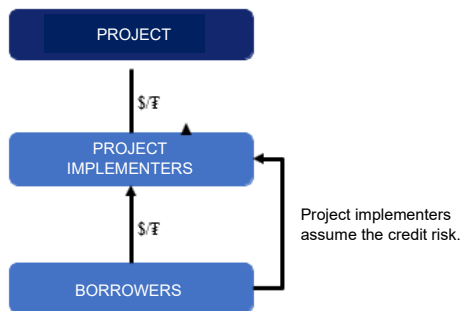 PROJECT
$/₮
PROJECT
IMPLEMENTERS
$/₮
Project implementers
assume the credit risk.
BORROWERS